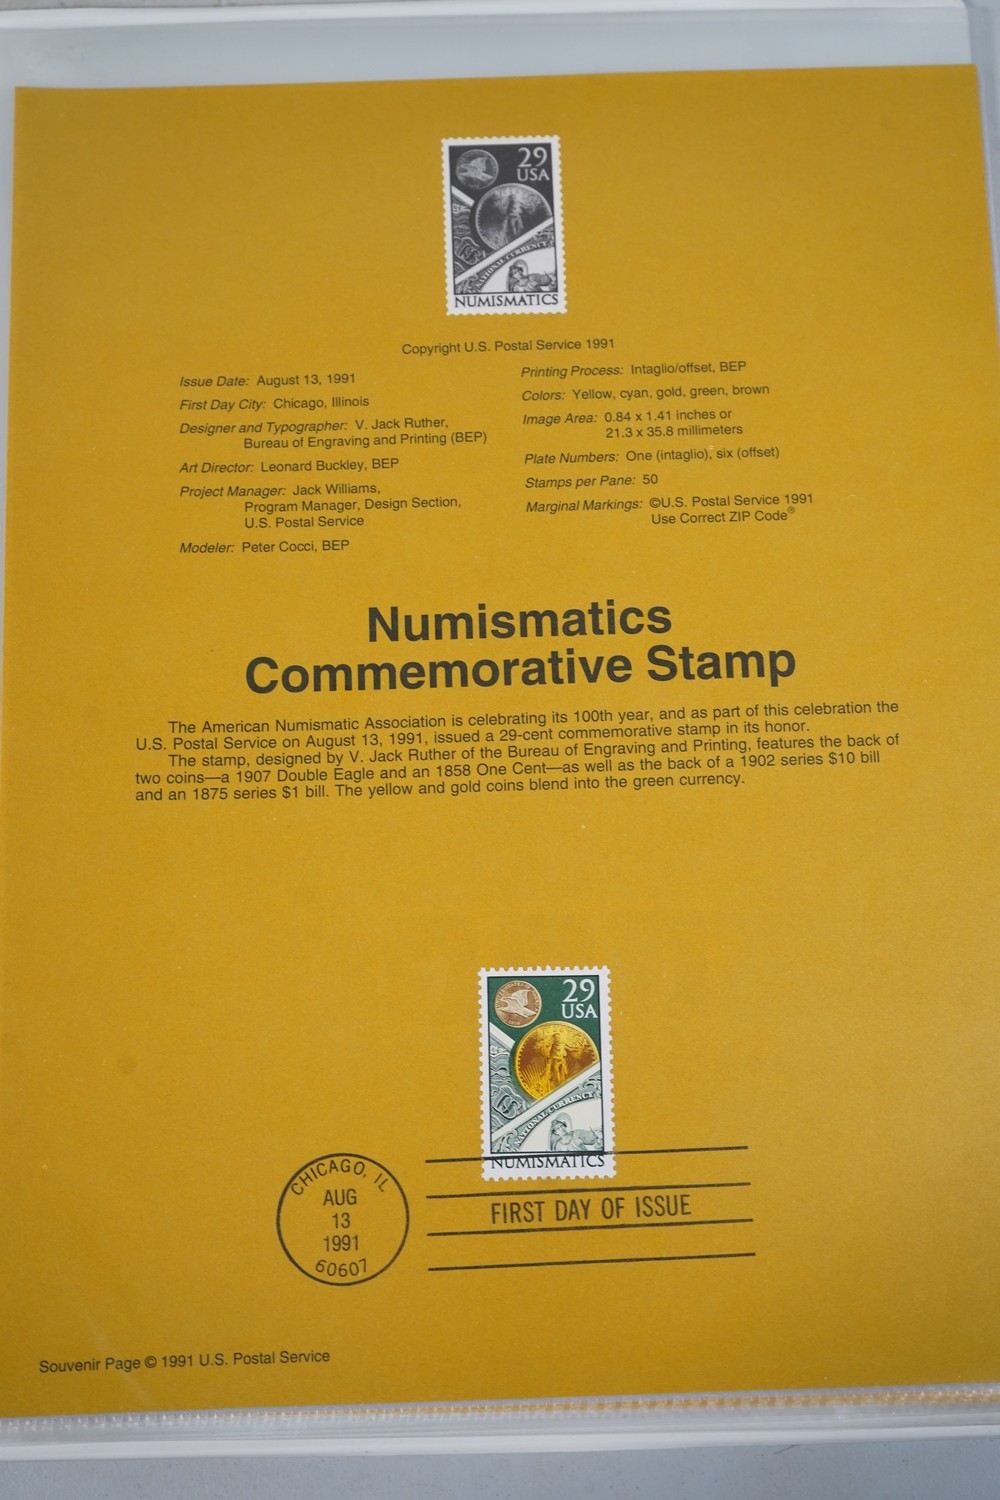 29
USA
NATIONAL CURRENCY
NUMISMATICS
Copyright U.S. Postal Service 1991
Issue Date: August 13, 1991
First Day City: Chicago, Illinois
Designer and Typographer: V. Jack Ruther,
Bureau of Engraving and Printing (BEP)
Art Director: Leonard Buckley, BEP
Project Manager: Jack Williams,
Program Manager, Design Section,
U.S. Postal Service
Modeler: Peter Cocci, BEP
Printing Process: Intaglio/offset, BEP
Colors: Yellow, cyan, gold, green, brown
Image Area: 0.84 x 1.41 inches or
21.3 x 35.8 millimeters
Plate Numbers: One (intaglio), six (offset)
Stamps per Pane: 50
Marginal Markings: ©U.S. Postal Service 1991
Use Correct ZIP Code®
Numismatics
Commemorative Stamp
The American Numismatic Association is celebrating its 100th year, and as part of this celebration the
U.S. Postal Service on August 13, 1991, issued a 29-cent commemorative stamp in its honor.
The stamp, designed by V. Jack Ruther of the Bureau of Engraving and Printing, features the back of
two coins—a 1907 Double Eagle and an 1858 One Cent—as well as the back of a 1902 series $10 bill
and an 1875 series $1 bill. The yellow and gold coins blend into the green currency.
29
USA
NATIONAL CURRENCY
NUMISMATICS
CHICAGO, IL
AUG
13
1991
60607
FIRST DAY OF ISSUE
Souvenir Page © 1991 U.S. Postal Service